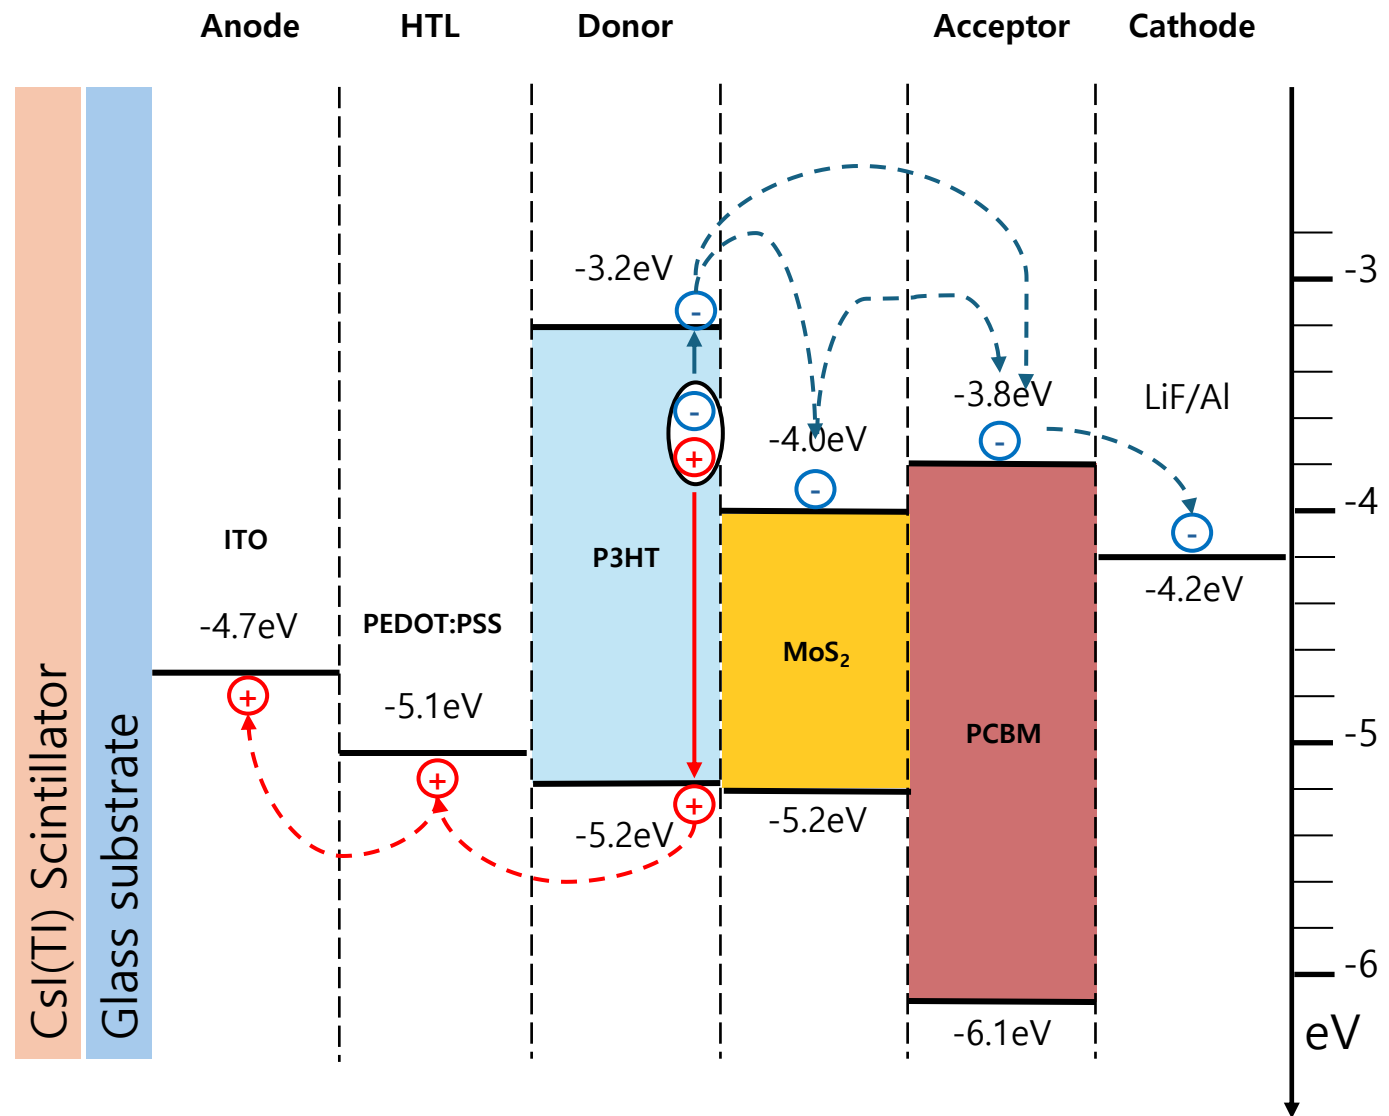 Anode
HTL
Donor
Acceptor
Cathode
-3.2eV
-3
-3.8eV
LiF/Al
-
-
+
-4.0eV
-
-
-
-4
ITO
P3HT
-4.2eV
-4.7eV
PEDOT:PSS
MoS₂
+
-5.1eV
PCBM
-5
+
+
-5.2eV
-5.2eV
-6
-6.1eV
eV
CsI(Tl) Scintillator
Glass substrate